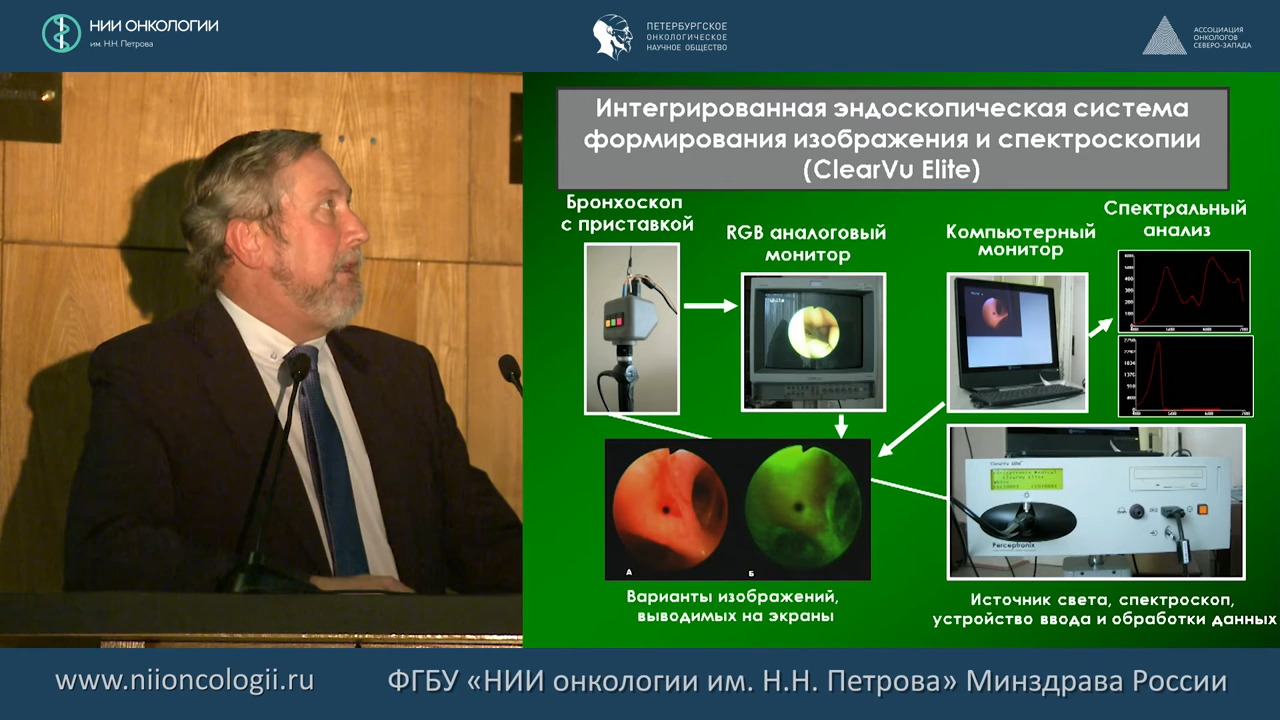 НИИ ОНКОЛОГИИ
им. Н.Н. Петрова
ПЕТЕРБУРГСКОЕ
ОНКОЛОГИЧЕСКОЕ
НАУЧНОЕ ОБЩЕСТВО
АССОЦИАЦИЯ
ОНКОЛОГОВ
СЕВЕРО-ЗАПАДА
Интегрированная эндоскопическая система
формирования изображения и спектроскопии
(ClearVu Elite)
Бронхоскоп
с приставкой
RGB аналоговый
монитор
Компьютерный
монитор
Спектральный
анализ
А
Б
Варианты изображений,
выводимых на экраны
Perceptronix
Источник света, спектроскоп,
устройство ввода и обработки данных
www.niioncologii.ru
ФГБУ «НИИ онкологии им. Н.Н. Петрова» Минздрава России